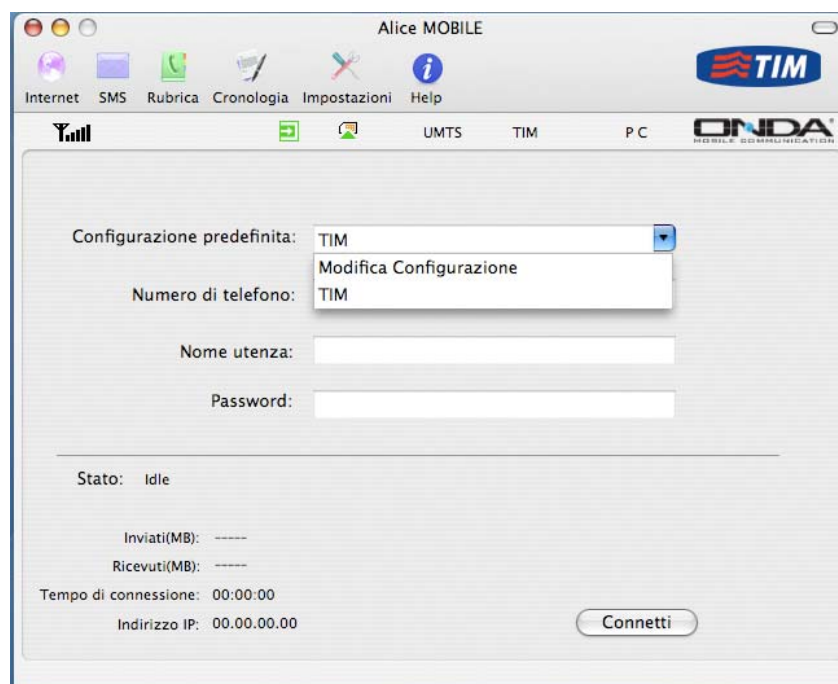 Alice MOBILE
Internet SMS Rubrica Cronologia Impostazioni Help
TIM
UMTS TIM P C
ONDA
MOBILE COMMUNICATION
Configurazione predefinita: TIM
Modifica Configurazione
Numero di telefono: TIM
Nome utenza:
Password:
Stato: Idle
Inviati(MB): -----
Ricevuti(MB): -----
Tempo di connessione: 00:00:00
Indirizzo IP: 00.00.00.00
Connetti